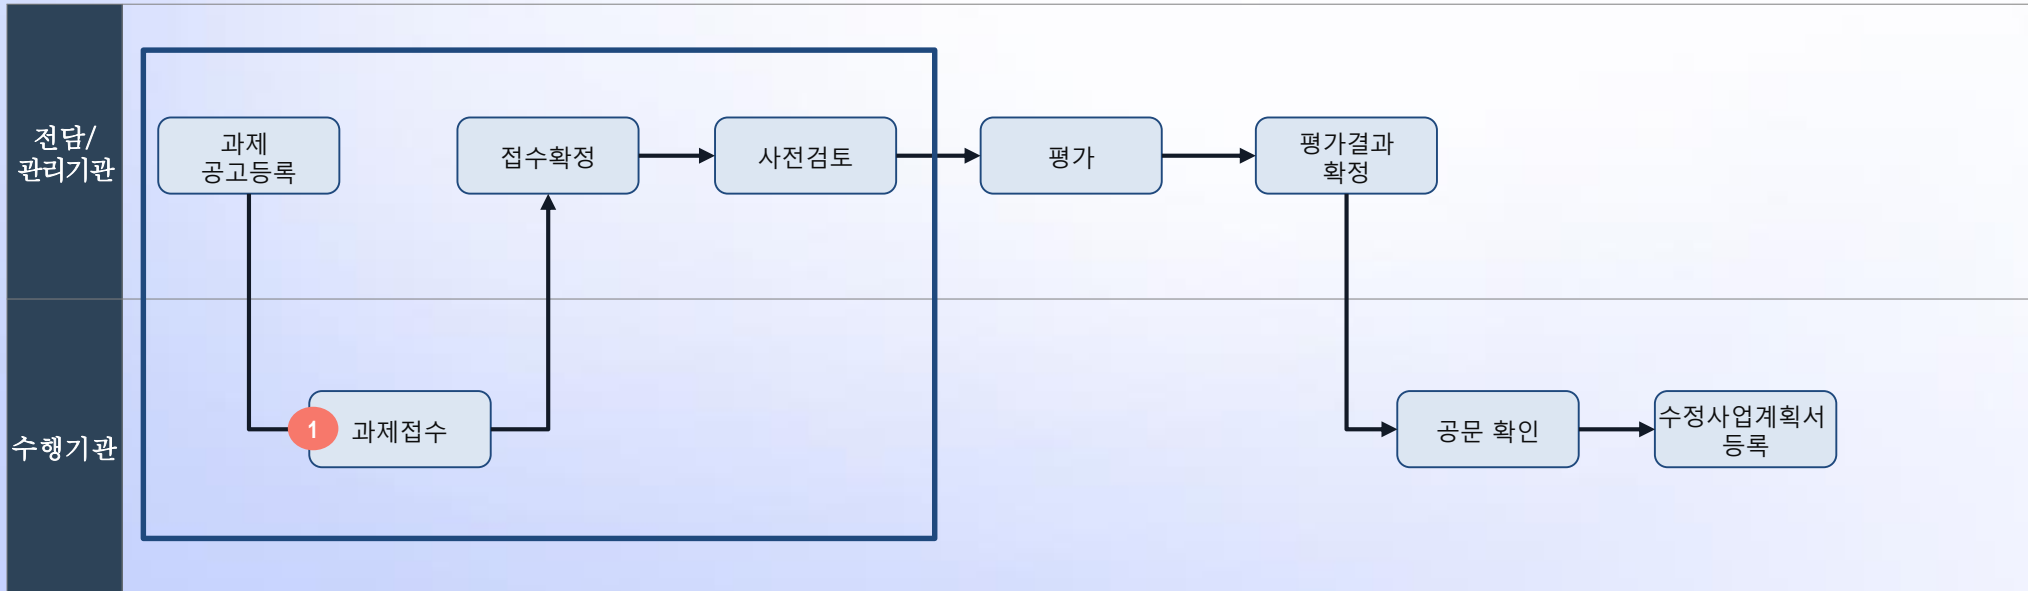 전담/
관리기관
과제
공고등록
접수확정
사전검토
평가
평가결과
확정
수행기관
1
과제접수
공문 확인
수정사업계획서
등록